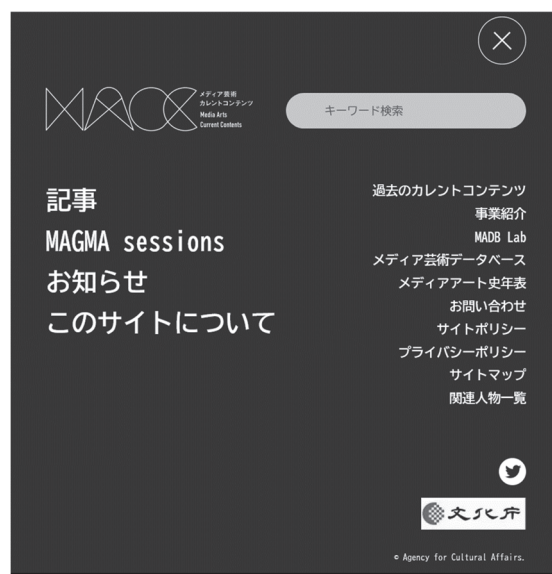 MACC
メディア芸術
カレントコンテンツ
Media Arts
Current Contents
キーワード検索
記事
MAGMA sessions
お知らせ
このサイトについて
過去のカレントコンテンツ
事業紹介
MADB Lab
メディア芸術データベース
メディアアート史年表
お問い合わせ
サイトポリシー
プライバシーポリシー
サイトマップ
関連人物一覧
文化庁
© Agency for Cultural Affairs.